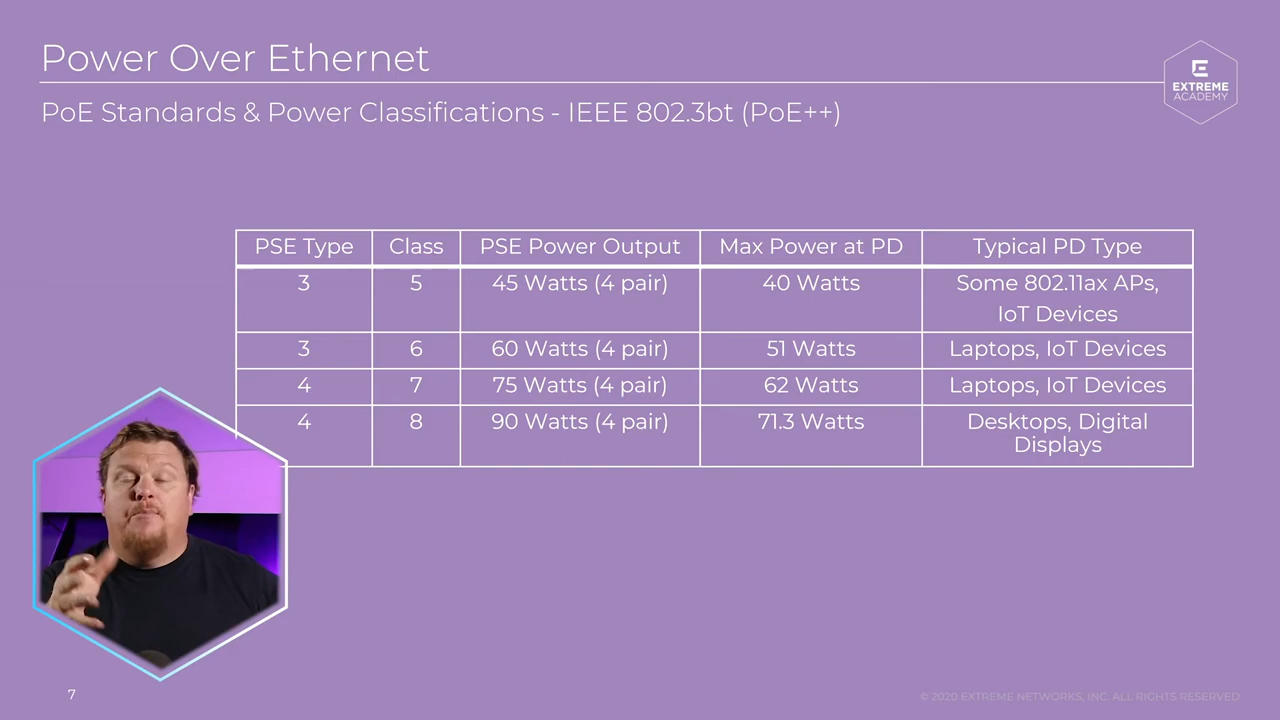 Power Over Ethernet
EXTREME
ACADEMY
PoE Standards & Power Classifications - IEEE 802.3bt (PoE++)
PSE Type Class PSE Power Output Max Power at PD Typical PD Type
3 5 45 Watts (4 pair) 40 Watts Some 802.11ax APs,
IoT Devices
3 6 60 Watts (4 pair) 51 Watts Laptops, IoT Devices
4 7 75 Watts (4 pair) 62 Watts Laptops, IoT Devices
4 8 90 Watts (4 pair) 71.3 Watts Desktops, Digital
Displays
7
© 2020 EXTREME NETWORKS, INC. ALL RIGHTS RESERVED